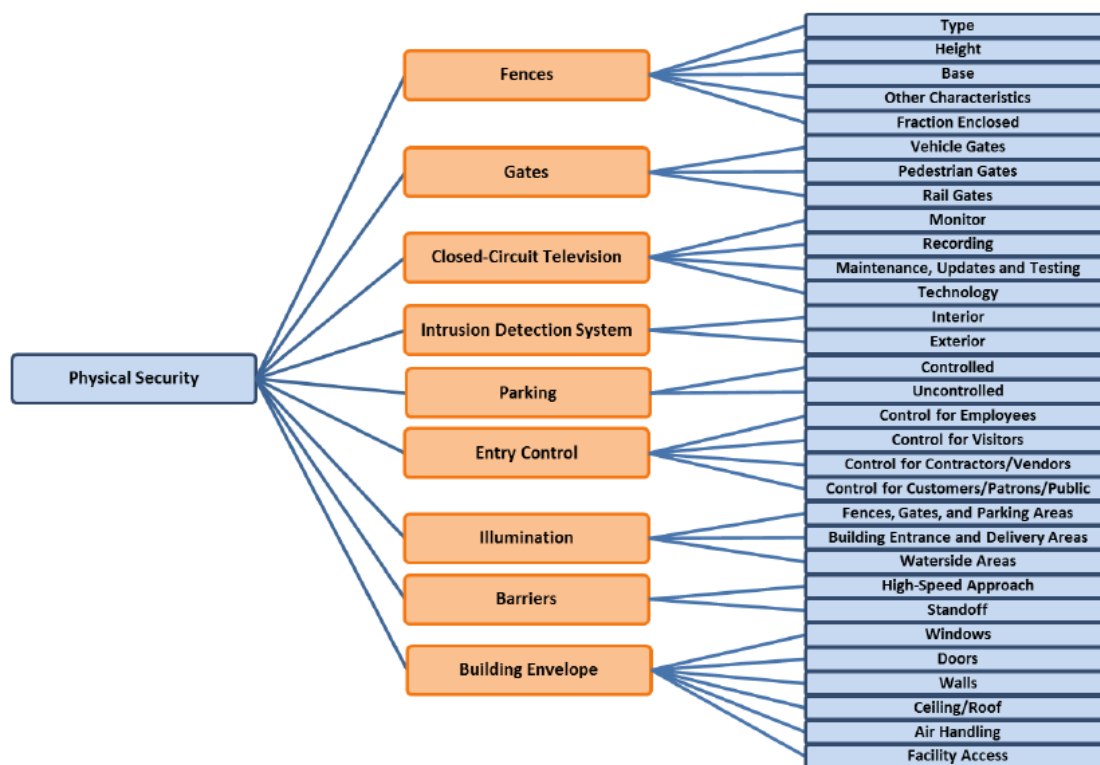 Physical Security
Fences
Type
Height
Base
Other Characteristics
Fraction Enclosed
Gates
Vehicle Gates
Pedestrian Gates
Rail Gates
Closed-Circuit Television
Monitor
Recording
Maintenance, Updates and Testing
Technology
Intrusion Detection System
Interior
Exterior
Parking
Controlled
Uncontrolled
Entry Control
Control for Employees
Control for Visitors
Control for Contractors/Vendors
Control for Customers/Patrons/Public
Illumination
Fences, Gates, and Parking Areas
Building Entrance and Delivery Areas
Waterside Areas
Barriers
High-Speed Approach
Standoff
Building Envelope
Windows
Doors
Walls
Ceiling/Roof
Air Handling
Facility Access